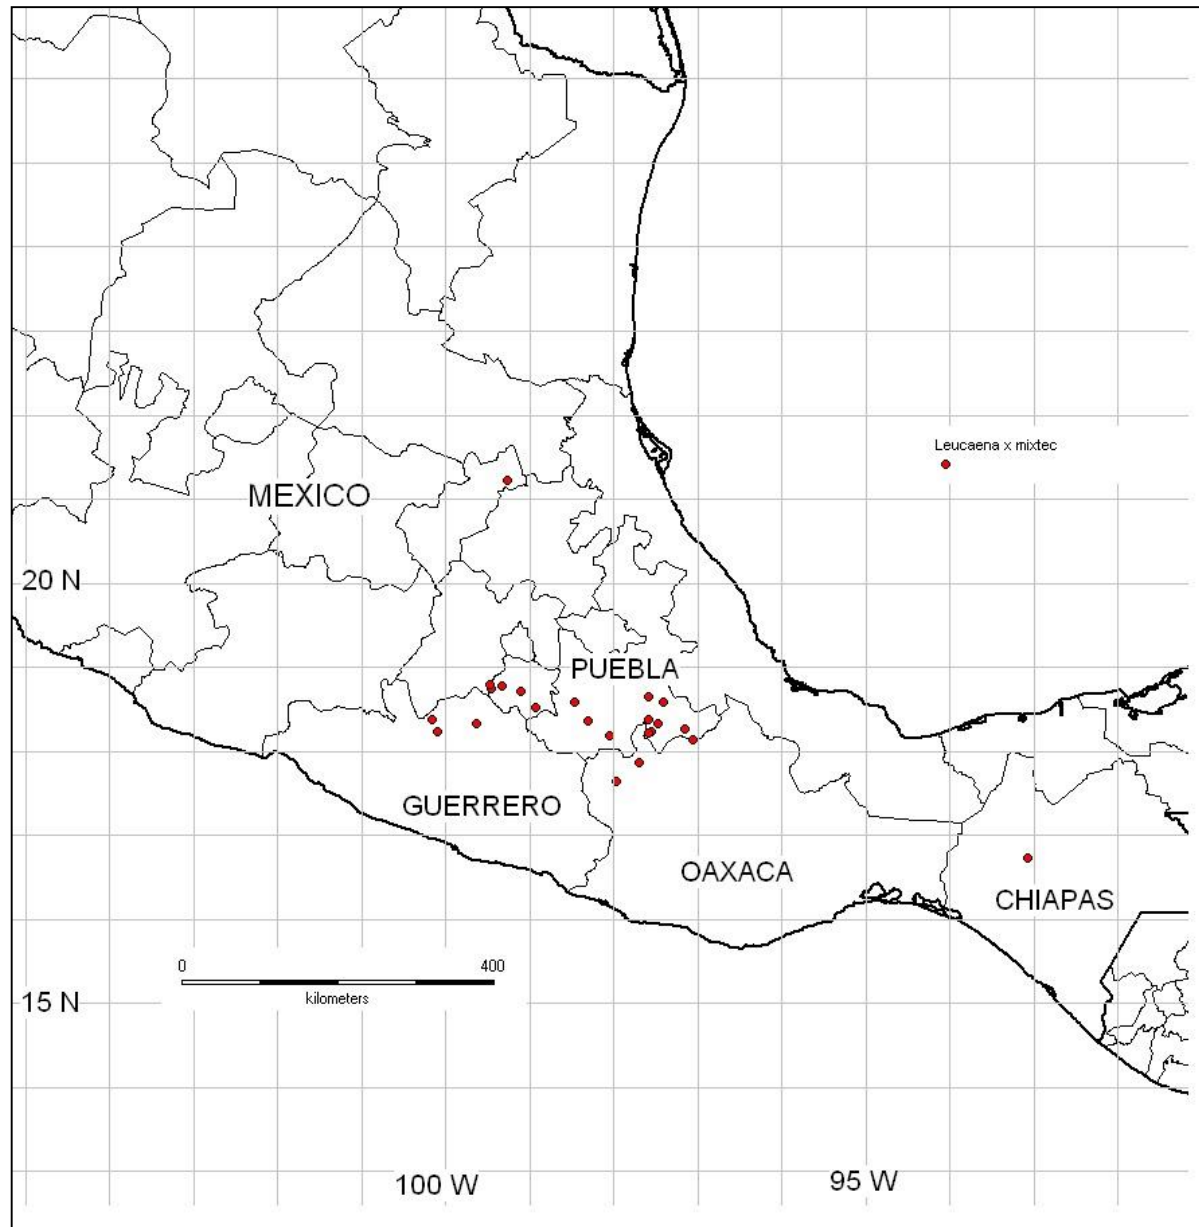 Leucaena x mixtec
MEXICO
20 N
PUEBLA
GUERRERO
OAXACA
CHIAPAS
0 400
kilometers
15 N
100 W
95 W